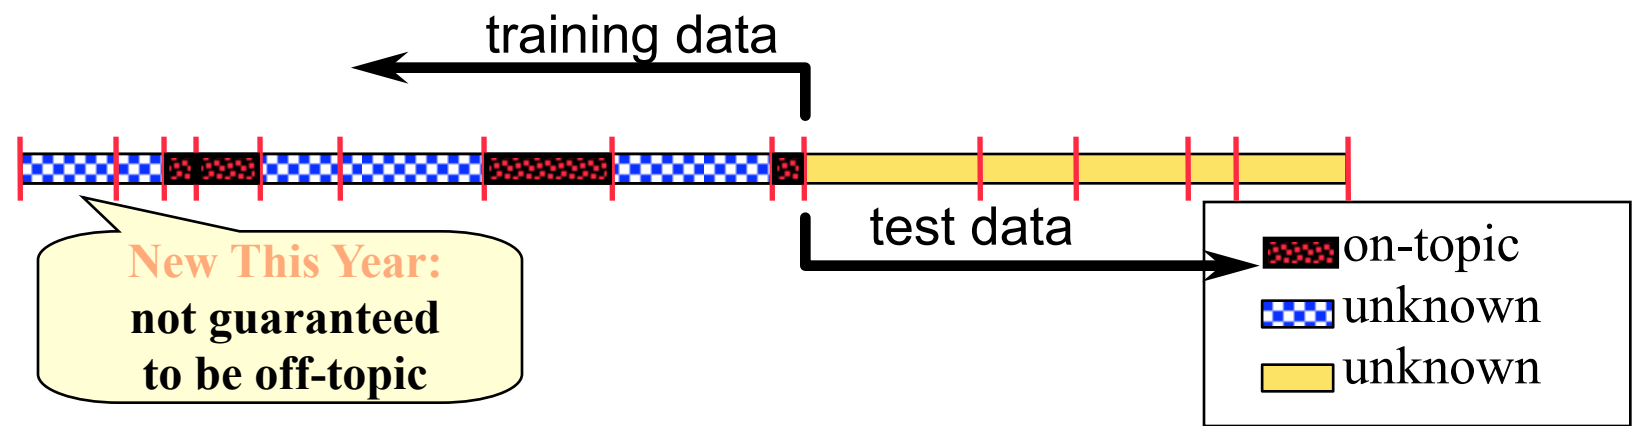 training data
test data
New This Year:
not guaranteed
to be off-topic
on-topic
unknown
unknown